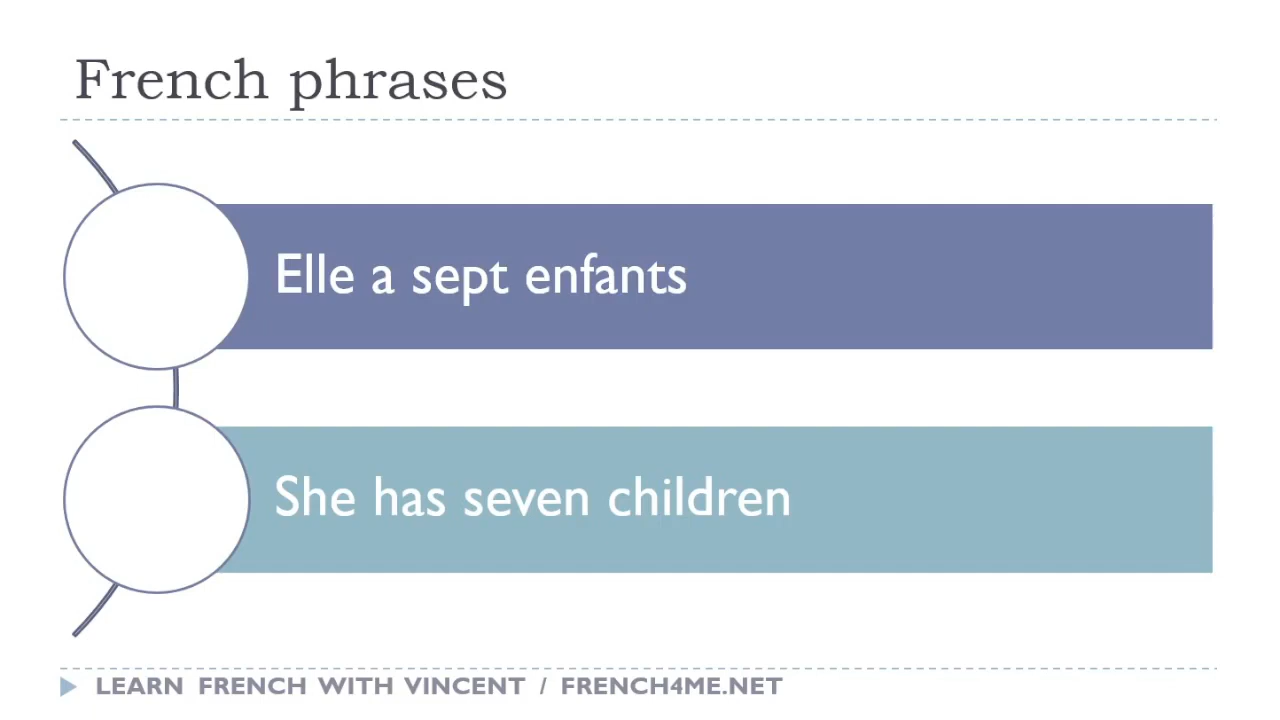 French phrases
Elle a sept enfants
She has seven children
LEARN FRENCH WITH VINCENT / FRENCH4ME.NET